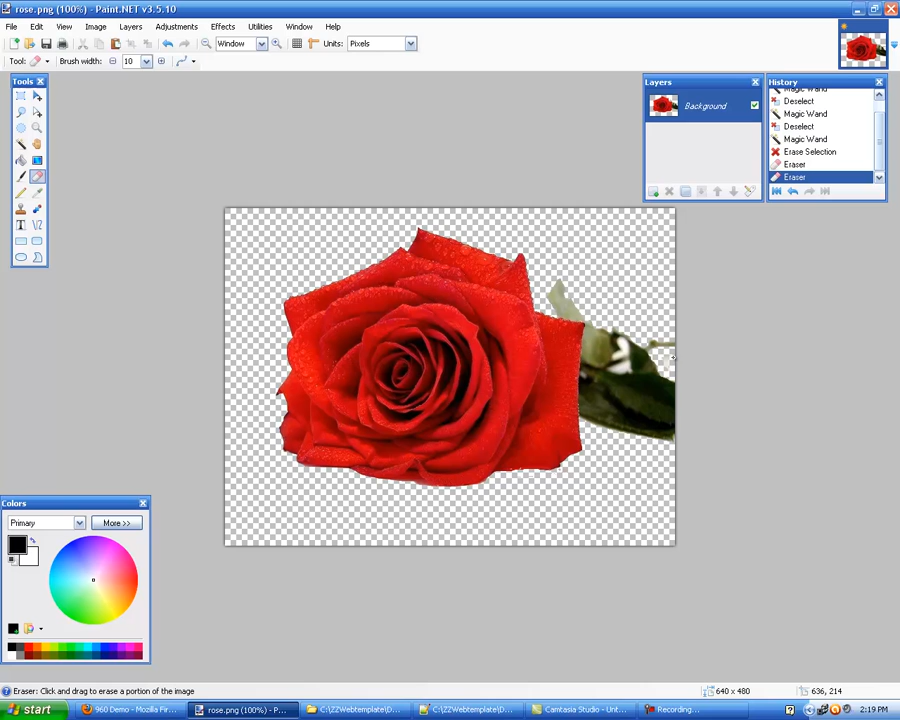 rose.png (100%) - Paint.NET v3.5.10
File Edit View Image Layers Adjustments Effects Utilities Window Help
Window Units: Pixels
Tool: Brush width: 10
Tools
Layers
Background
History
Magic Wand
Deselect
Magic Wand
Deselect
Magic Wand
Erase Selection
Eraser
Eraser
Colors
Primary More >>
Eraser: Click and drag to erase a portion of the image 640 x 480 636, 214
start 960 Demo - Mozilla Fir... rose.png (100%) - P... C:\ZZWebtemplate\D... C:\ZZWebtemplate\D... Camtasia Studio - Unt... Recording... 2:19 PM